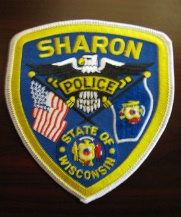 SHARON
POLICE
STATE OF
WISCONSIN